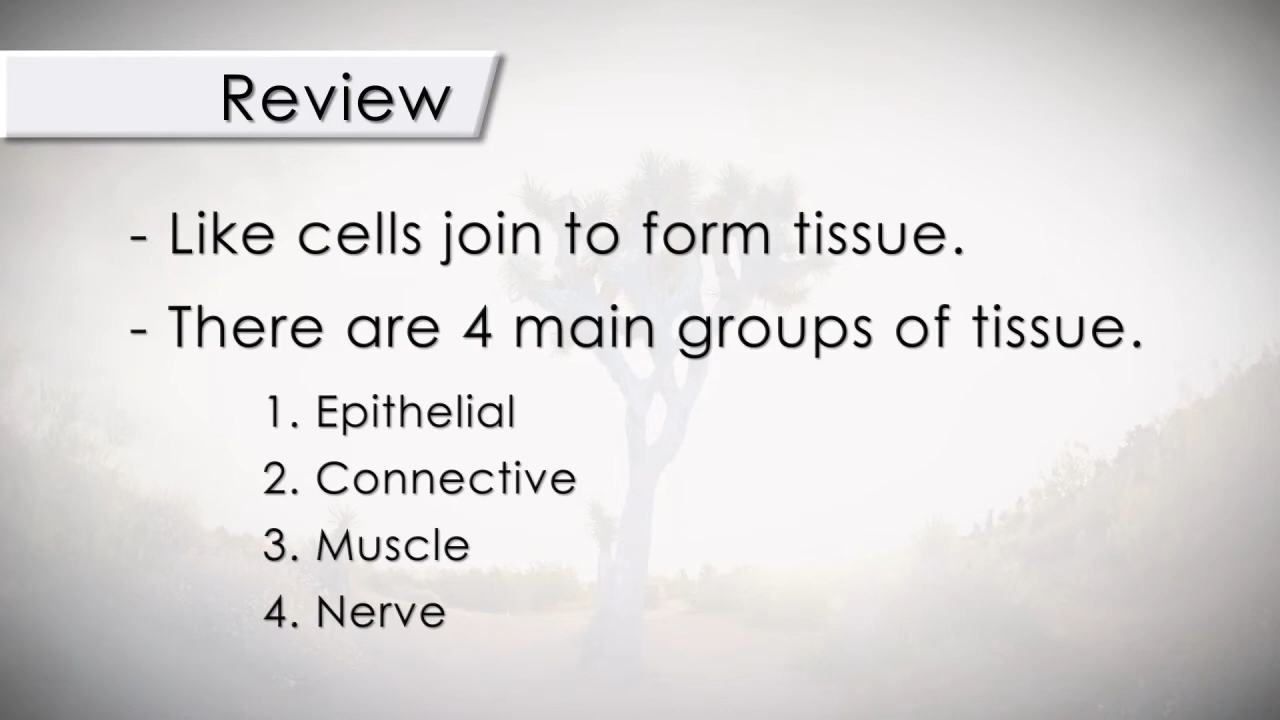 Review
- Like cells join to form tissue.
- There are 4 main groups of tissue.
1. Epithelial
2. Connective
3. Muscle
4. Nerve